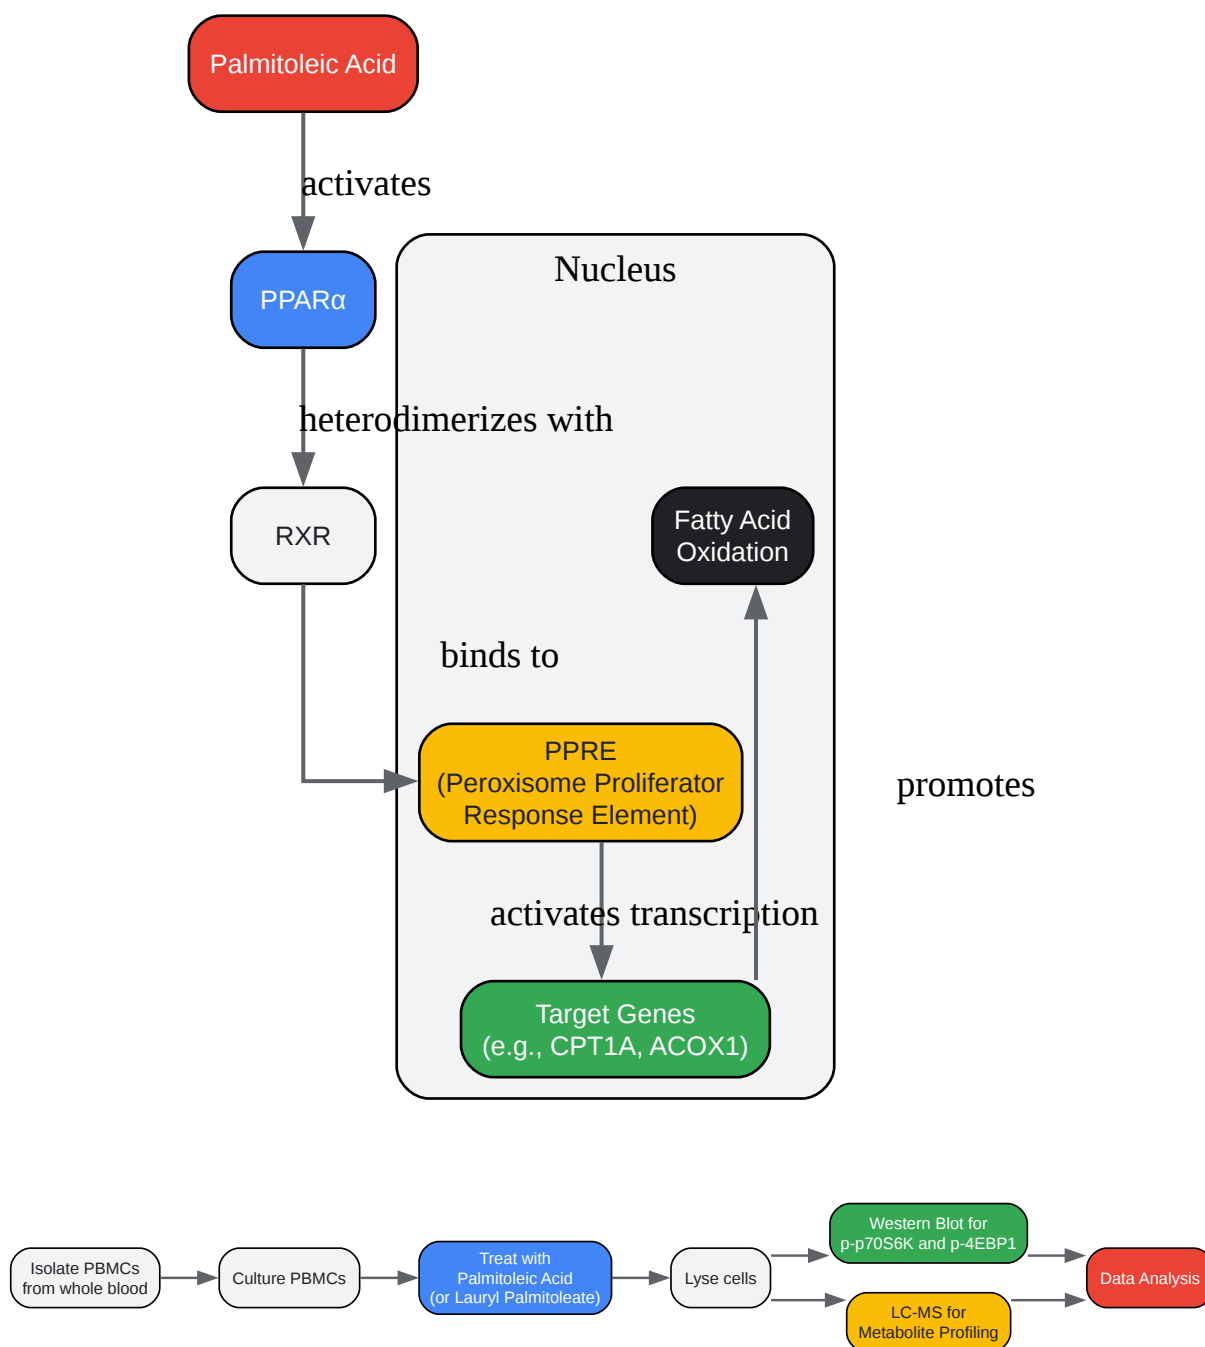 Palmitoleic Acid
activates
Nucleus
PPARα
heterodimerizes with
RXR
Fatty Acid
Oxidation
binds to
PPRE
(Peroxisome Proliferator
Response Element)
promotes
activates transcription
Target Genes
(e.g., CPT1A, ACOX1)
Isolate PBMCs
from whole blood
Culture PBMCs
Treat with
Palmitoleic Acid
(or Lauryl Palmitoleate)
Lyse cells
Western Blot for
p-p70S6K and p-4EBP1
LC-MS for
Metabolite Profiling
Data Analysis